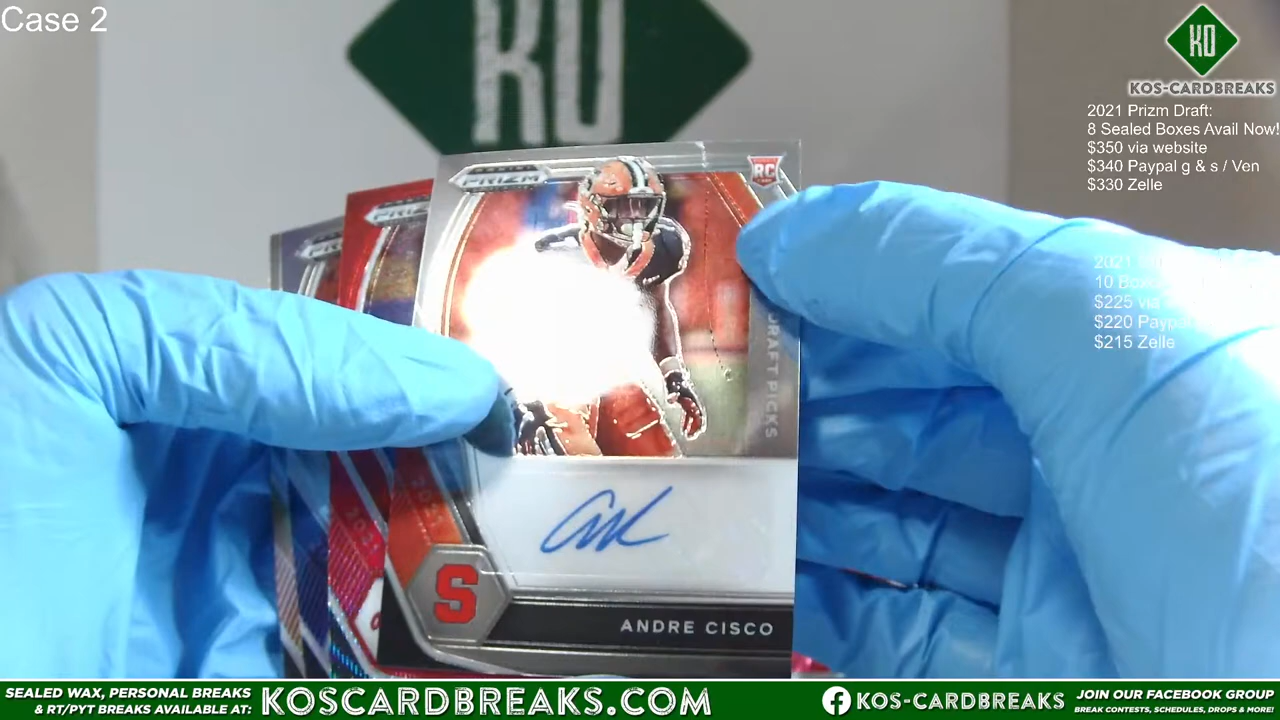 Case 2
KO
KO
KOS-CARDBREAKS
2021 Prizm Draft:
8 Sealed Boxes Avail Now!
$350 via website
$340 Paypal g & s / Ven
$330 Zelle
2021
10
$225 via
$220
$215 Zelle
PRIZM
RC
PANINI
PRIZM
DRAFT PICKS
S
ANDRE CISCO
SEALED WAX, PERSONAL BREAKS
& RT/PYT BREAKS AVAILABLE AT:
KOSCARDBREAKS.COM
KOS-CARDBREAKS
JOIN OUR FACEBOOK GROUP
BREAK CONTESTS, SCHEDULES, DROPS & MORE!